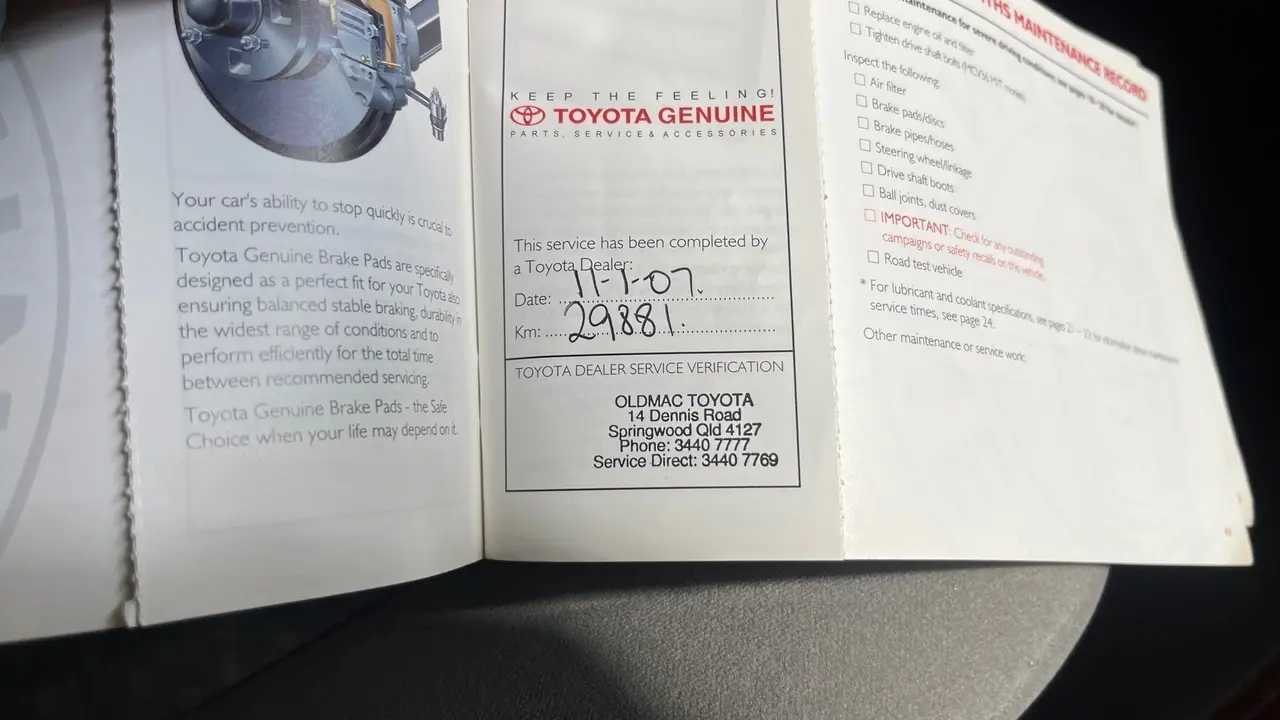 Your car's ability to stop quickly is crucial to
accident prevention.
Toyota Genuine Brake Pads are specifically
designed as a perfect fit for your Toyota also
ensuring balanced stable braking, durability in
the widest range of conditions and to
perform efficiently for the total time
between recommended servicing.
Toyota Genuine Brake Pads - the Safe
Choice when your life may depend on it.
KEEP THE FEELING!
TOYOTA GENUINE
PARTS, SERVICE & ACCESSORIES
This service has been completed by
a Toyota Dealer:
Date: 11-1-07.
Km: 29881.
TOYOTA DEALER SERVICE VERIFICATION
OLDMAC TOYOTA
14 Dennis Road
Springwood Qld 4127
Phone: 3440 7777
Service Direct: 3440 7769
THS MAINTENANCE RECORD
maintenance for severe driving conditions, see pages
Replace engine oil and filter
Tighten drive shaft bolts
Inspect the following:
Air filter
Brake pads/discs
Brake pipes/hoses
Steering wheel/linkage
Drive shaft boots
Ball joints, dust covers
IMPORTANT: Check for any outstanding
campaigns or safety recalls on this vehicle.
Road test vehicle
* For lubricant and coolant specifications, see pages
service times, see page 24.
Other maintenance or service work: